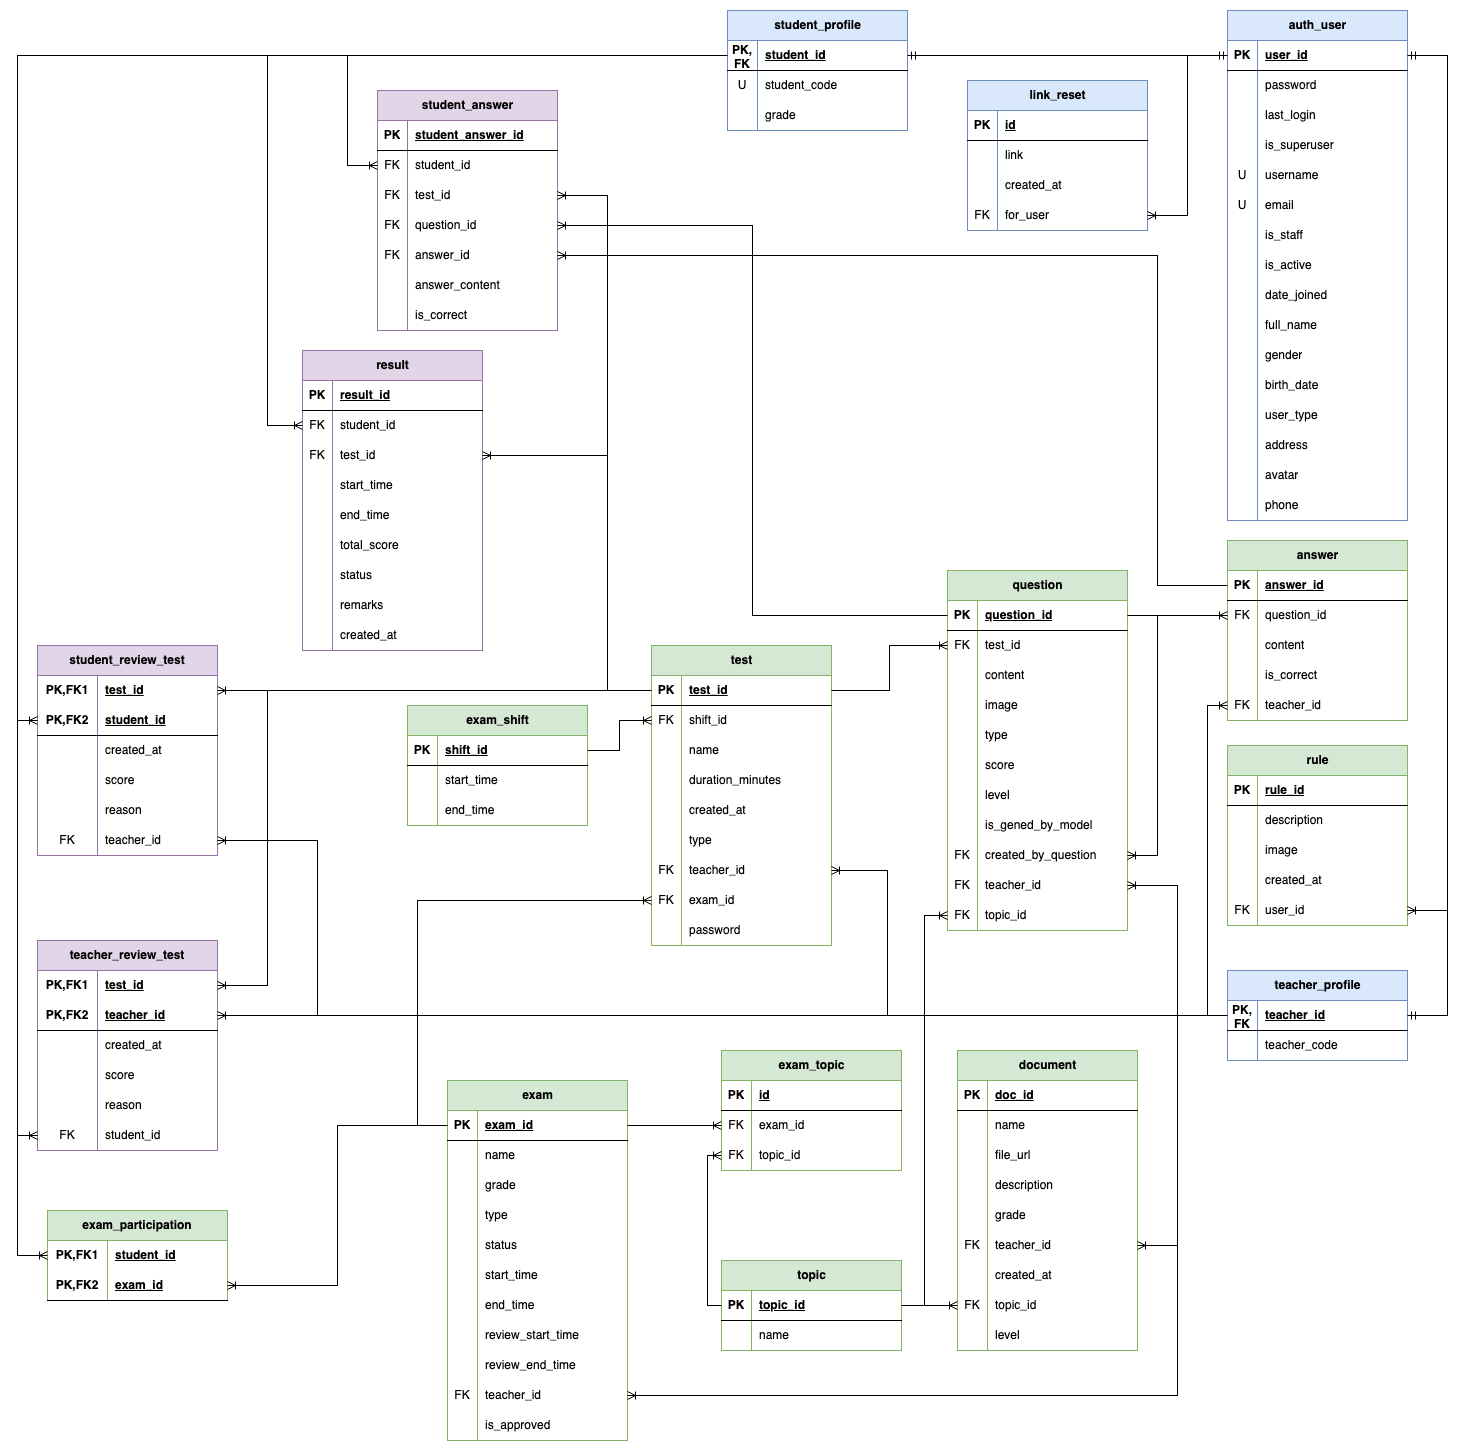 student_profile
PK,
FK student_id
U student_code
grade
auth_user
PK user_id
password
last_login
is_superuser
U username
U email
is_staff
is_active
date_joined
full_name
gender
birth_date
user_type
address
avatar
phone
link_reset
PK id
link
created_at
FK for_user
student_answer
PK student_answer_id
FK student_id
FK test_id
FK question_id
FK answer_id
answer_content
is_correct
result
PK result_id
FK student_id
FK test_id
start_time
end_time
total_score
status
remarks
created_at
answer
PK answer_id
FK question_id
content
is_correct
FK teacher_id
question
PK question_id
FK test_id
content
image
type
score
level
is_gened_by_model
FK created_by_question
FK teacher_id
FK topic_id
student_review_test
PK,FK1 test_id
PK,FK2 student_id
created_at
score
reason
FK teacher_id
test
PK test_id
FK shift_id
name
duration_minutes
created_at
type
FK teacher_id
FK exam_id
password
exam_shift
PK shift_id
start_time
end_time
rule
PK rule_id
description
image
created_at
FK user_id
teacher_review_test
PK,FK1 test_id
PK,FK2 teacher_id
created_at
score
reason
FK student_id
teacher_profile
PK,
FK teacher_id
teacher_code
exam
PK exam_id
name
grade
type
status
start_time
end_time
review_start_time
review_end_time
FK teacher_id
is_approved
exam_topic
PK id
FK exam_id
FK topic_id
document
PK doc_id
name
file_url
description
grade
FK teacher_id
created_at
FK topic_id
level
exam_participation
PK,FK1 student_id
PK,FK2 exam_id
topic
PK topic_id
name